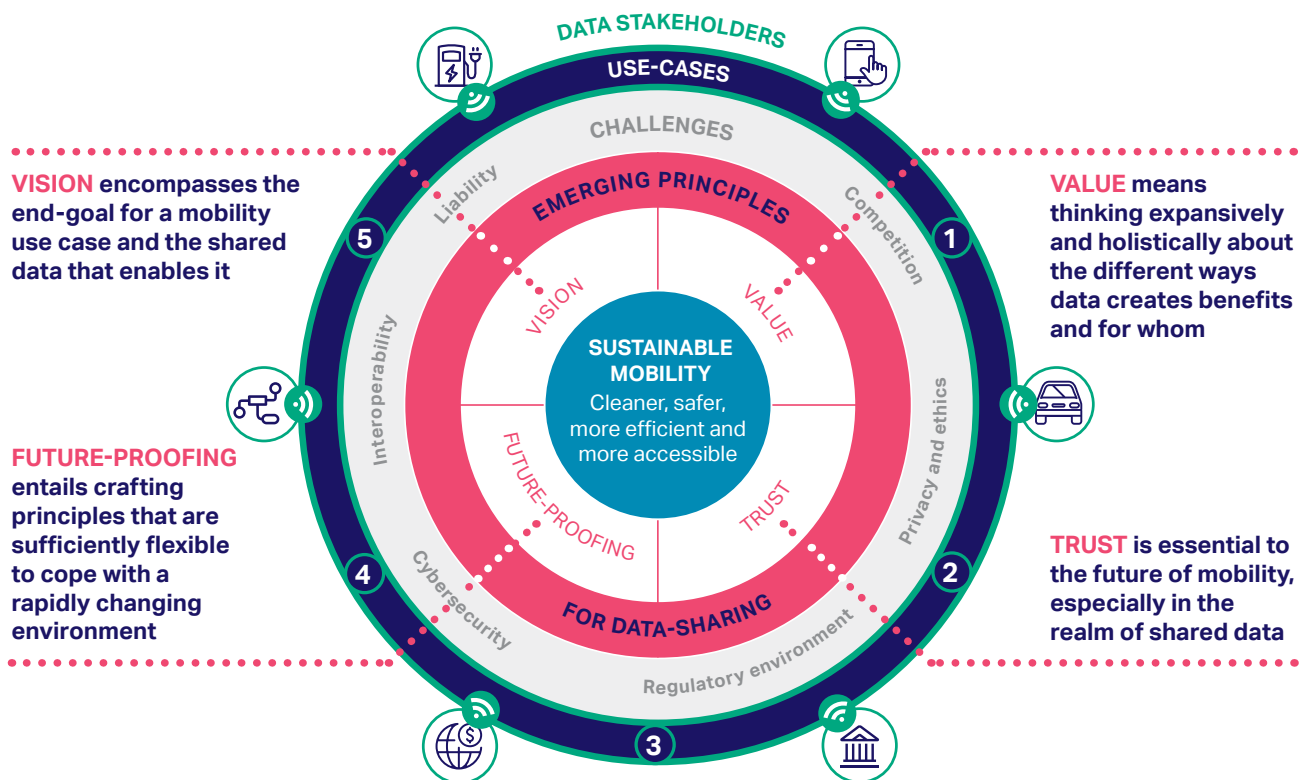 DATA STAKEHOLDERS
USE-CASES
CHALLENGES
EMERGING PRINCIPLES
FOR DATA-SHARING
VISION encompasses the
end-goal for a mobility
use case and the shared
data that enables it
VALUE means
thinking expansively
and holistically about
the different ways
data creates benefits
and for whom
FUTURE-PROOFING
entails crafting
principles that are
sufficiently flexible
to cope with a
rapidly changing
environment
TRUST is essential to
the future of mobility,
especially in the
realm of shared data
Liability
Competition
Interoperability
Privacy and ethics
Cybersecurity
Regulatory environment
5
1
4
2
3
VISION
VALUE
FUTURE-PROOFING
TRUST
SUSTAINABLE
MOBILITY
Cleaner, safer,
more efficient and
more accessible
$